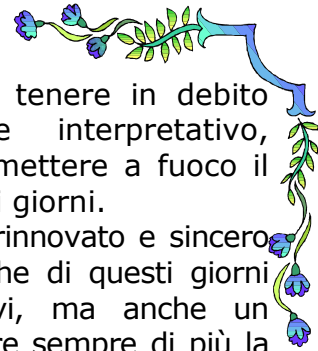 tenere in debito
e interpretativo,
mettere a fuoco il
i giorni.
rinnovato e sincero
che di questi giorni
vi, ma anche un
re sempre di più la